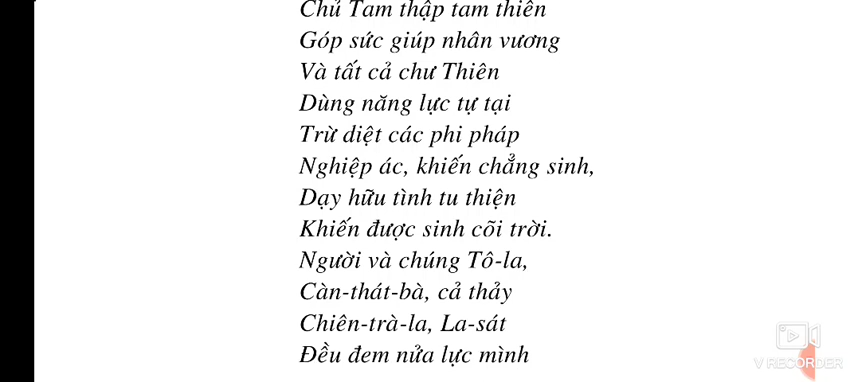 Chủ Tam thập tam thiên
Góp sức giúp nhân vương
Và tất cả chư Thiên
Dùng năng lực tự tại
Trừ diệt các phi pháp
Nghiệp ác, khiến chẳng sinh,
Dạy hữu tình tu thiện
Khiến được sinh cõi trời.
Người và chúng Tô-la,
Càn-thát-bà, cả thảy
Chiên-trà-la, La-sát
Đều đem nửa lực mình
V RECORDER